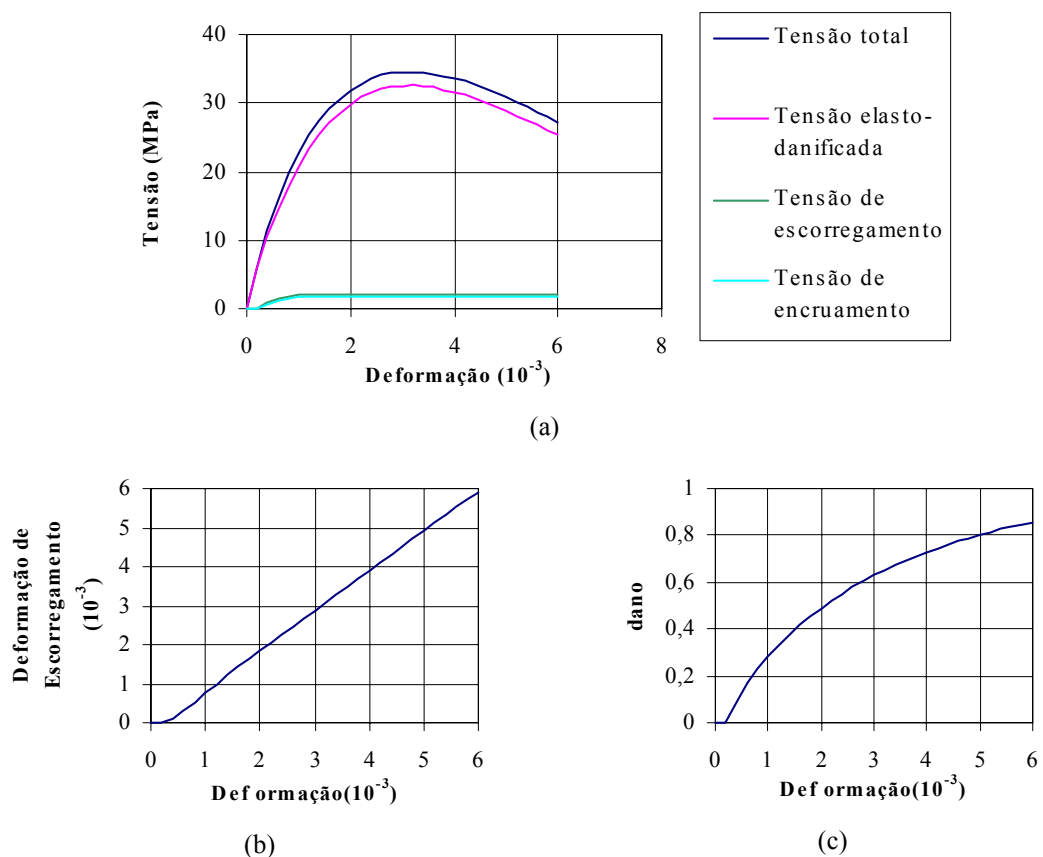 40
30
20
10
0
Tensão (MPa)
0 2 4 6 8
Deformação (10-3)
Tensão total
Tensão elasto-
danificada
Tensão de
escorregamento
Tensão de
encruamento
(a)
6
5
4
3
2
1
0
Deformação de
Escorregamento
(10-3)
0 1 2 3 4 5 6
Def ormação(10-3)
(b)
1
0,8
0,6
0,4
0,2
0
dano
0 1 2 3 4 5 6
Def ormação(10-3)
(c)